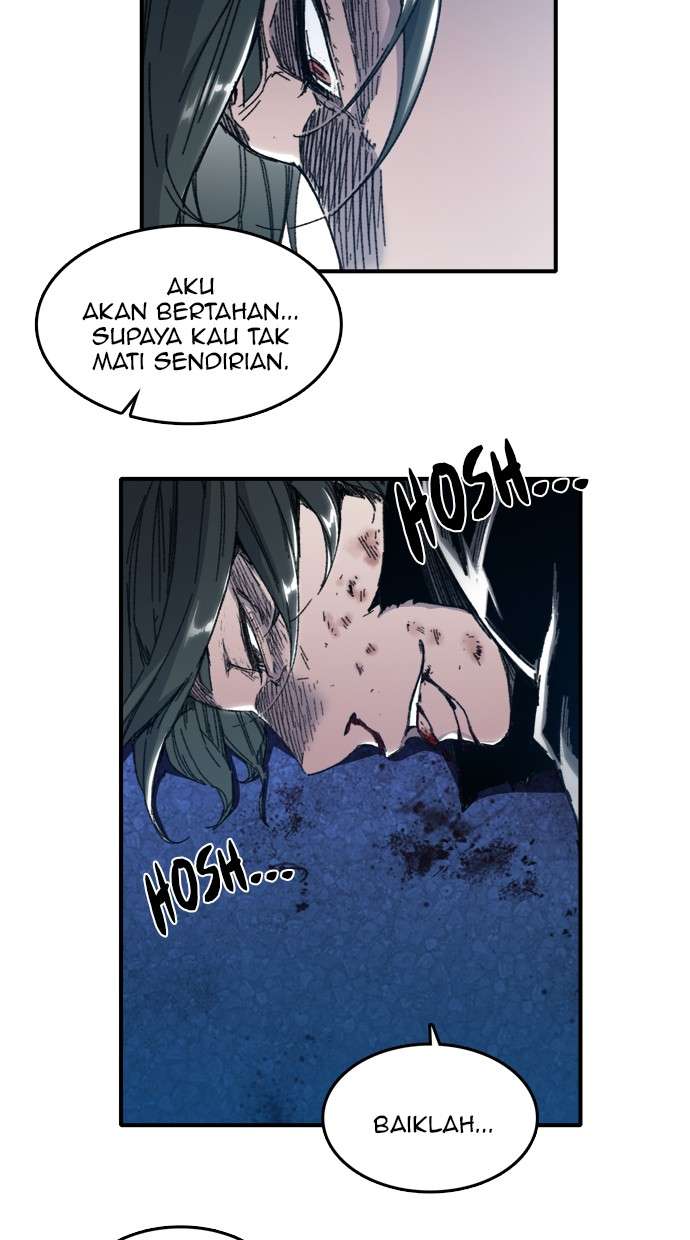 AKU
AKAN BERTAHAN...
SUPAYA KAU TAK
MATI SENDIRIAN.
HOSH...
HOSH...
BAIKLAH...